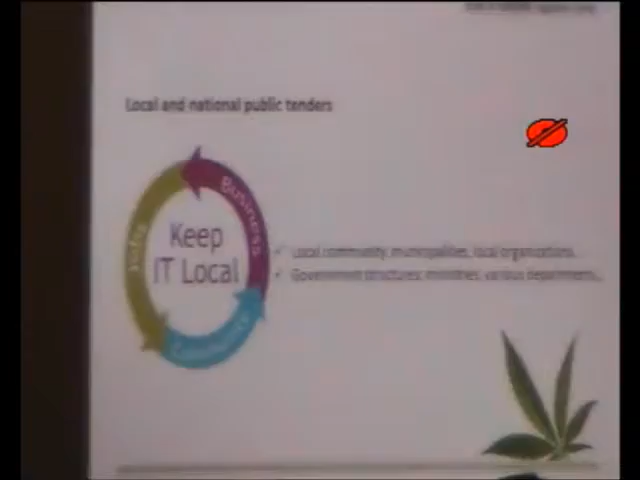 Local and national public tenders
Business
Keep
IT Local
Local community, municipalities, local organizations...
Government structures, ministries, various departments...